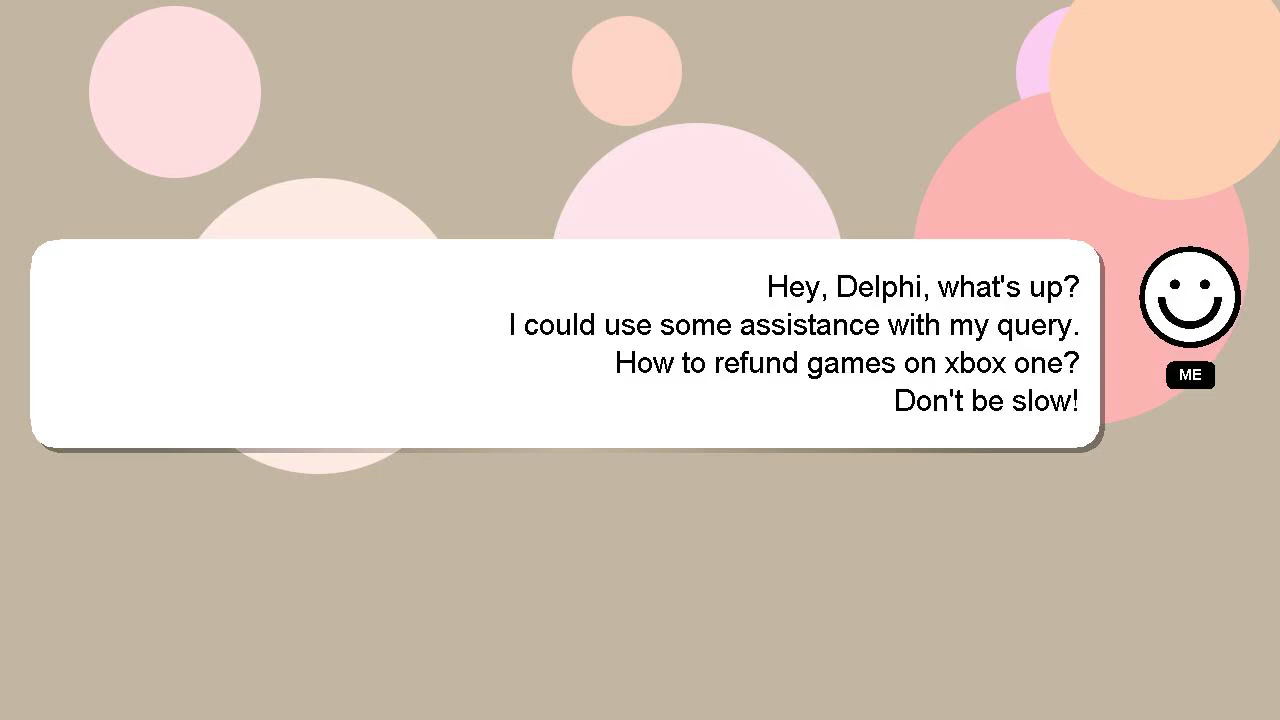 Hey, Delphi, what's up?
I could use some assistance with my query.
How to refund games on xbox one?
Don't be slow!
ME